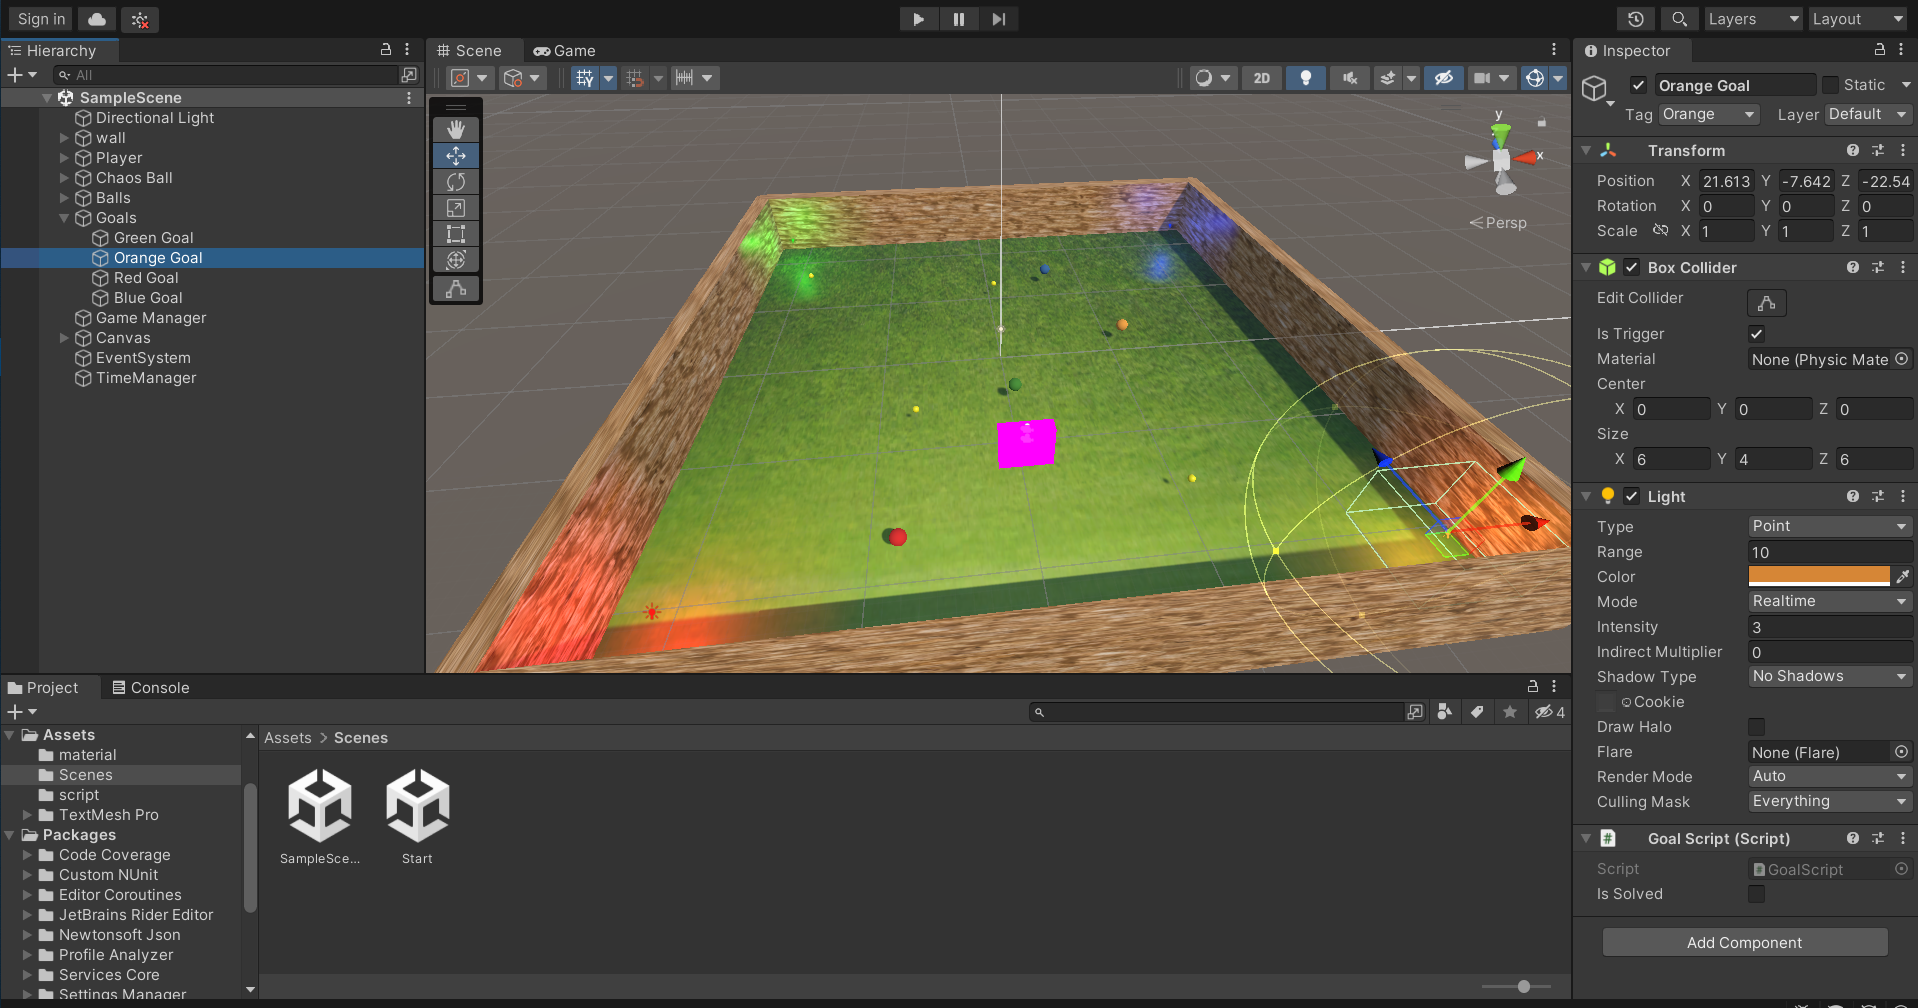 Sign in
Layers
Layout
Hierarchy
All
SampleScene
Directional Light
wall
Player
Chaos Ball
Balls
Goals
Green Goal
Orange Goal
Red Goal
Blue Goal
Game Manager
Canvas
EventSystem
TimeManager
Scene
Game
2D
y
x
Persp
Inspector
Orange Goal
Static
Tag Orange
Layer Default
Transform
Position X 21.613 Y -7.642 Z -22.54
Rotation X 0 Y 0 Z 0
Scale X 1 Y 1 Z 1
Box Collider
Edit Collider
Is Trigger
Material None (Physic Mate
Center
X 0 Y 0 Z 0
Size
X 6 Y 4 Z 6
Light
Type Point
Range 10
Color
Mode Realtime
Intensity 3
Indirect Multiplier 0
Shadow Type No Shadows
Cookie
Draw Halo
Flare None (Flare)
Render Mode Auto
Culling Mask Everything
# Goal Script (Script)
Script GoalScript
Is Solved
Add Component
Project
Console
4
Assets
material
Scenes
script
TextMesh Pro
Packages
Code Coverage
Custom NUnit
Editor Coroutines
JetBrains Rider Editor
Newtonsoft Json
Profile Analyzer
Services Core
Settings Manager
Assets > Scenes
SampleSce...
Start